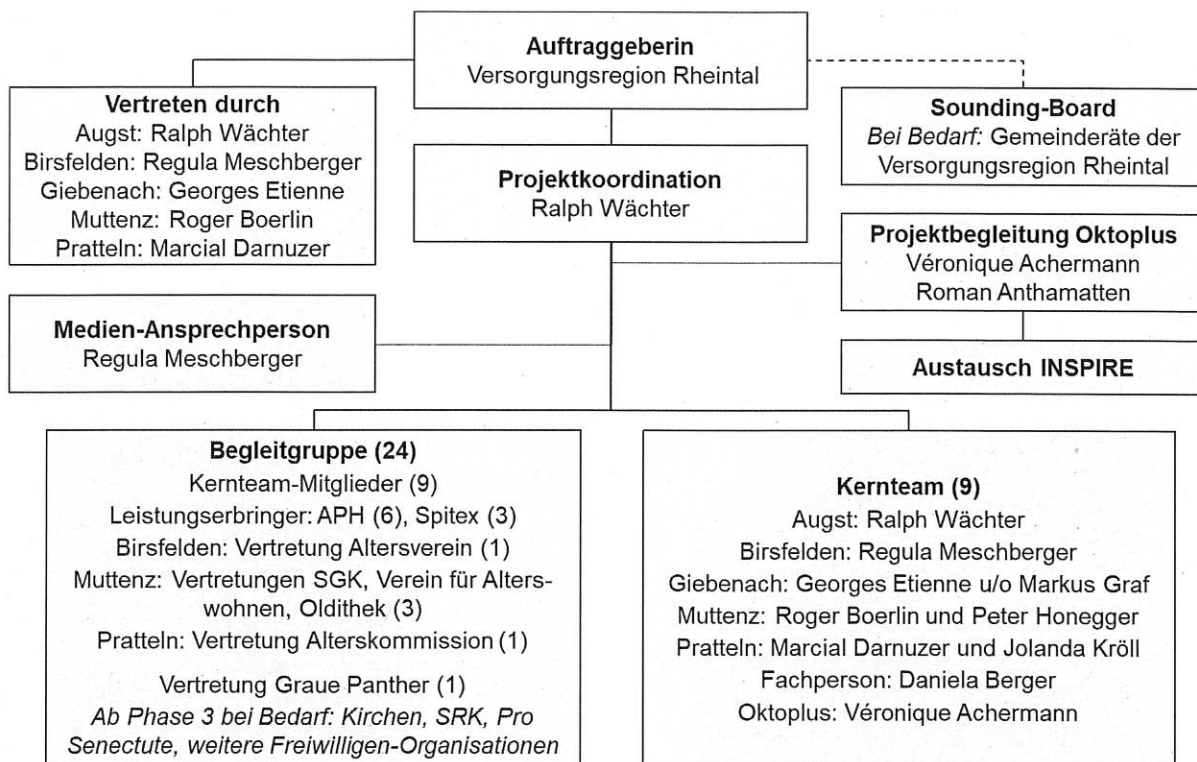 Auftraggeberin
Versorgungsregion Rheintal
Vertreten durch
Augst: Ralph Wächter
Birsfelden: Regula Meschberger
Giebenach: Georges Etienne
Muttenz: Roger Boerlin
Pratteln: Marcial Darnuzer
Sounding-Board
Bei Bedarf: Gemeinderäte der
Versorgungsregion Rheintal
Projektkoordination
Ralph Wächter
Projektbegleitung Oktoplus
Véronique Achermann
Roman Anthamatten
Medien-Ansprechperson
Regula Meschberger
Austausch INSPIRE
Begleitgruppe (24)
Kernteam-Mitglieder (9)
Leistungserbringer: APH (6), Spitex (3)
Birsfelden: Vertretung Altersverein (1)
Muttenz: Vertretungen SGK, Verein für Alters-
wohnen, Oldithek (3)
Pratteln: Vertretung Alterskommission (1)
Vertretung Graue Panther (1)
Ab Phase 3 bei Bedarf: Kirchen, SRK, Pro
Senectute, weitere Freiwilligen-Organisationen
Kernteam (9)
Augst: Ralph Wächter
Birsfelden: Regula Meschberger
Giebenach: Georges Etienne u/o Markus Graf
Muttenz: Roger Boerlin und Peter Honegger
Pratteln: Marcial Darnuzer und Jolanda Kröll
Fachperson: Daniela Berger
Oktoplus: Véronique Achermann